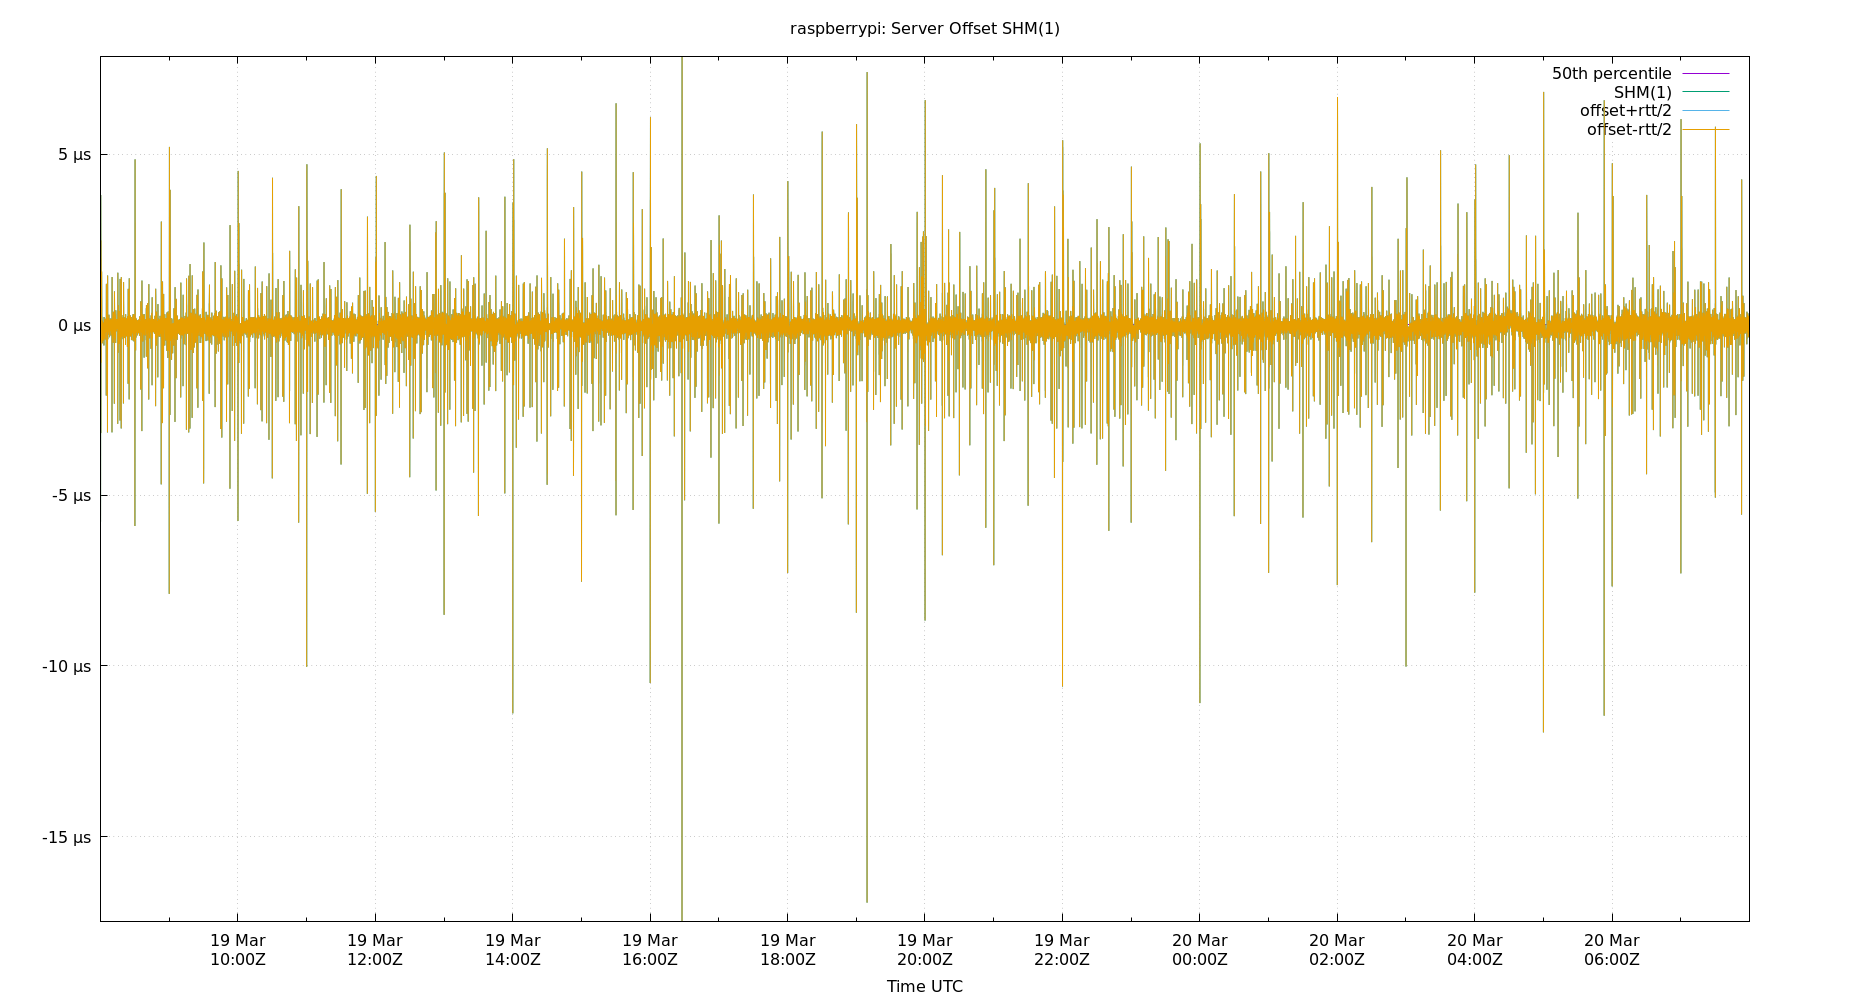 raspberrypi: Server Offset SHM(1)
50th percentile
SHM(1)
offset+rtt/2
offset-rtt/2
5 µs
0 µs
-5 µs
-10 µs
-15 µs
19 Mar 19 Mar 19 Mar 19 Mar 19 Mar 19 Mar 19 Mar 20 Mar 20 Mar 20 Mar 20 Mar
10:00Z 12:00Z 14:00Z 16:00Z 18:00Z 20:00Z 22:00Z 00:00Z 02:00Z 04:00Z 06:00Z
Time UTC